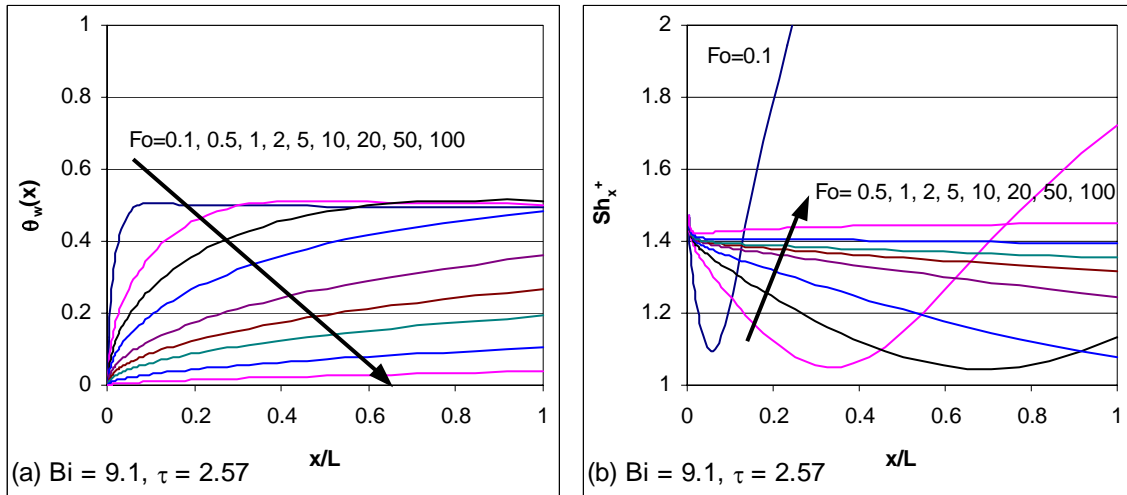 1
0.8
0.6
0.4
0.2
0
θw(x)
Fo=0.1, 0.5, 1, 2, 5, 10, 20, 50, 100
0 0.2 0.4 0.6 0.8 1
x/L
(a) Bi = 9.1, τ = 2.57
2
1.8
1.6
1.4
1.2
1
Shx+
Fo=0.1
Fo= 0.5, 1, 2, 5, 10, 20, 50, 100
0 0.2 0.4 0.6 0.8 1
x/L
(b) Bi = 9.1, τ = 2.57